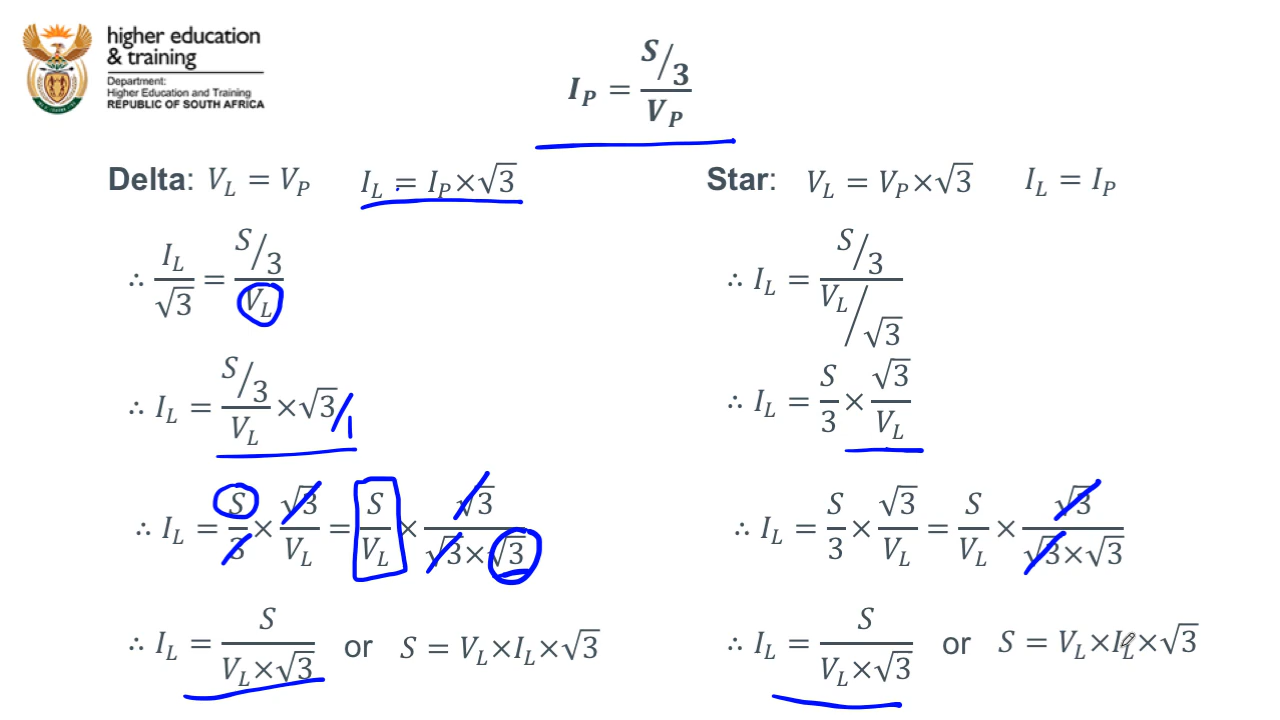 higher education
& training
Department:
Higher Education and Training
REPUBLIC OF SOUTH AFRICA
I_P = (S/3)/V_P
Delta: V_L = V_P I_L = I_P × √3
∴ I_L/√3 = (S/3)/V_L
∴ I_L = (S/3)/V_L × √3/1
∴ I_L = S/3 × √3/V_L = S/V_L × √3/(√3×√3)
∴ I_L = S/(V_L×√3) or S = V_L×I_L×√3
Star: V_L = V_P×√3 I_L = I_P
∴ I_L = (S/3)/(V_L/√3)
∴ I_L = S/3 × √3/V_L
∴ I_L = S/3 × √3/V_L = S/V_L × √3/(√3×√3)
∴ I_L = S/(V_L×√3) or S = V_L×I_L×√3